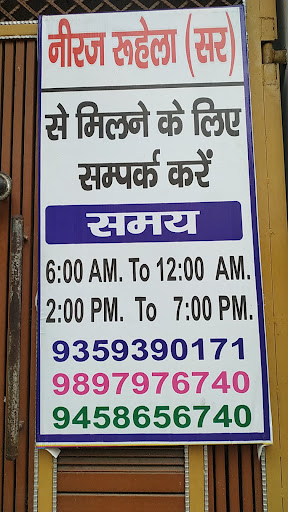 नीरज रूहेला (सर)
से मिलने के लिए
सम्पर्क करें
समय
6:00 AM. To 12:00 AM.
2:00 PM. To 7:00 PM.
9359390171
9897976740
9458656740